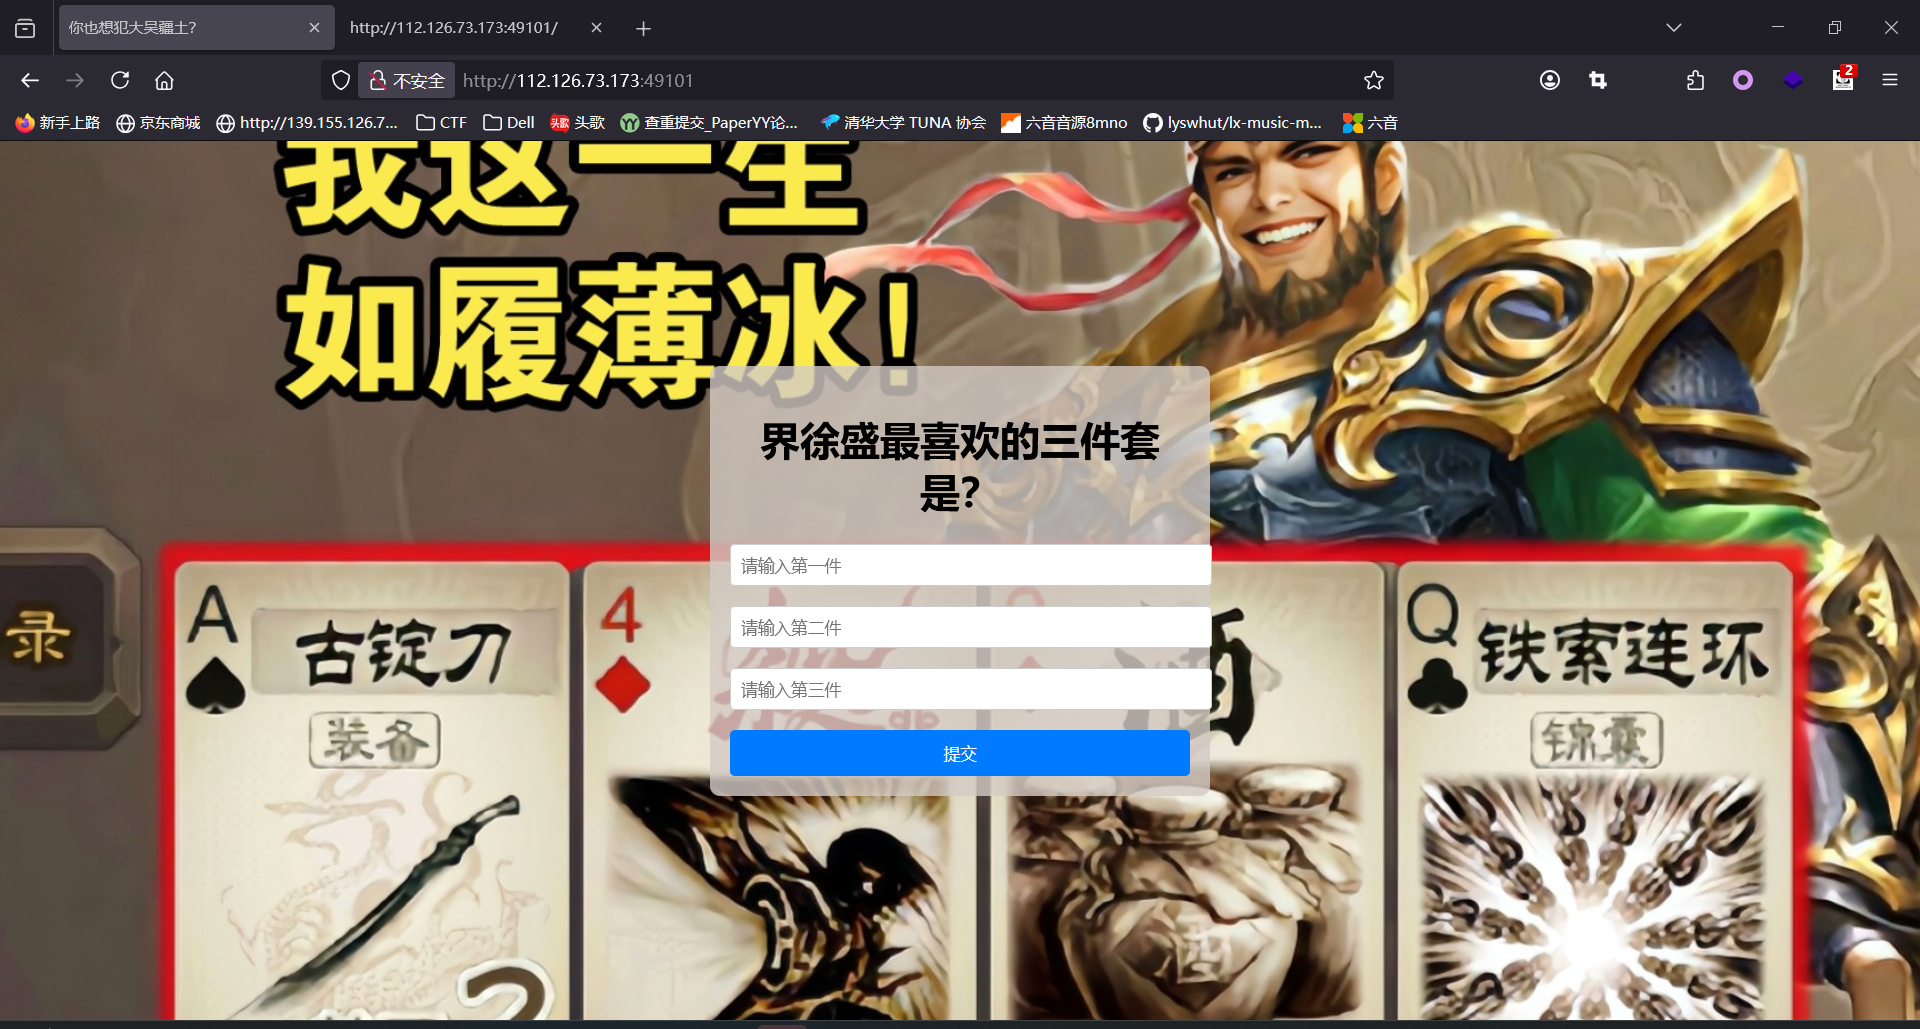 你也想犯大吴疆土?
http://112.126.73.173:49101/
不安全
http://112.126.73.173:49101
2
新手上路
京东商城
http://139.155.126.7...
CTF
Dell
头歌
头歌
查重提交_PaperYY论...
清华大学 TUNA 协会
六音音源8mno
lyswhut/lx-music-m...
六音
我这一生
如履薄冰!
界徐盛最喜欢的三件套
是?
请输入第一件
请输入第二件
请输入第三件
提交
录
A
古锭刀
装备
4
酒
Q
铁索连环
锦囊
酒